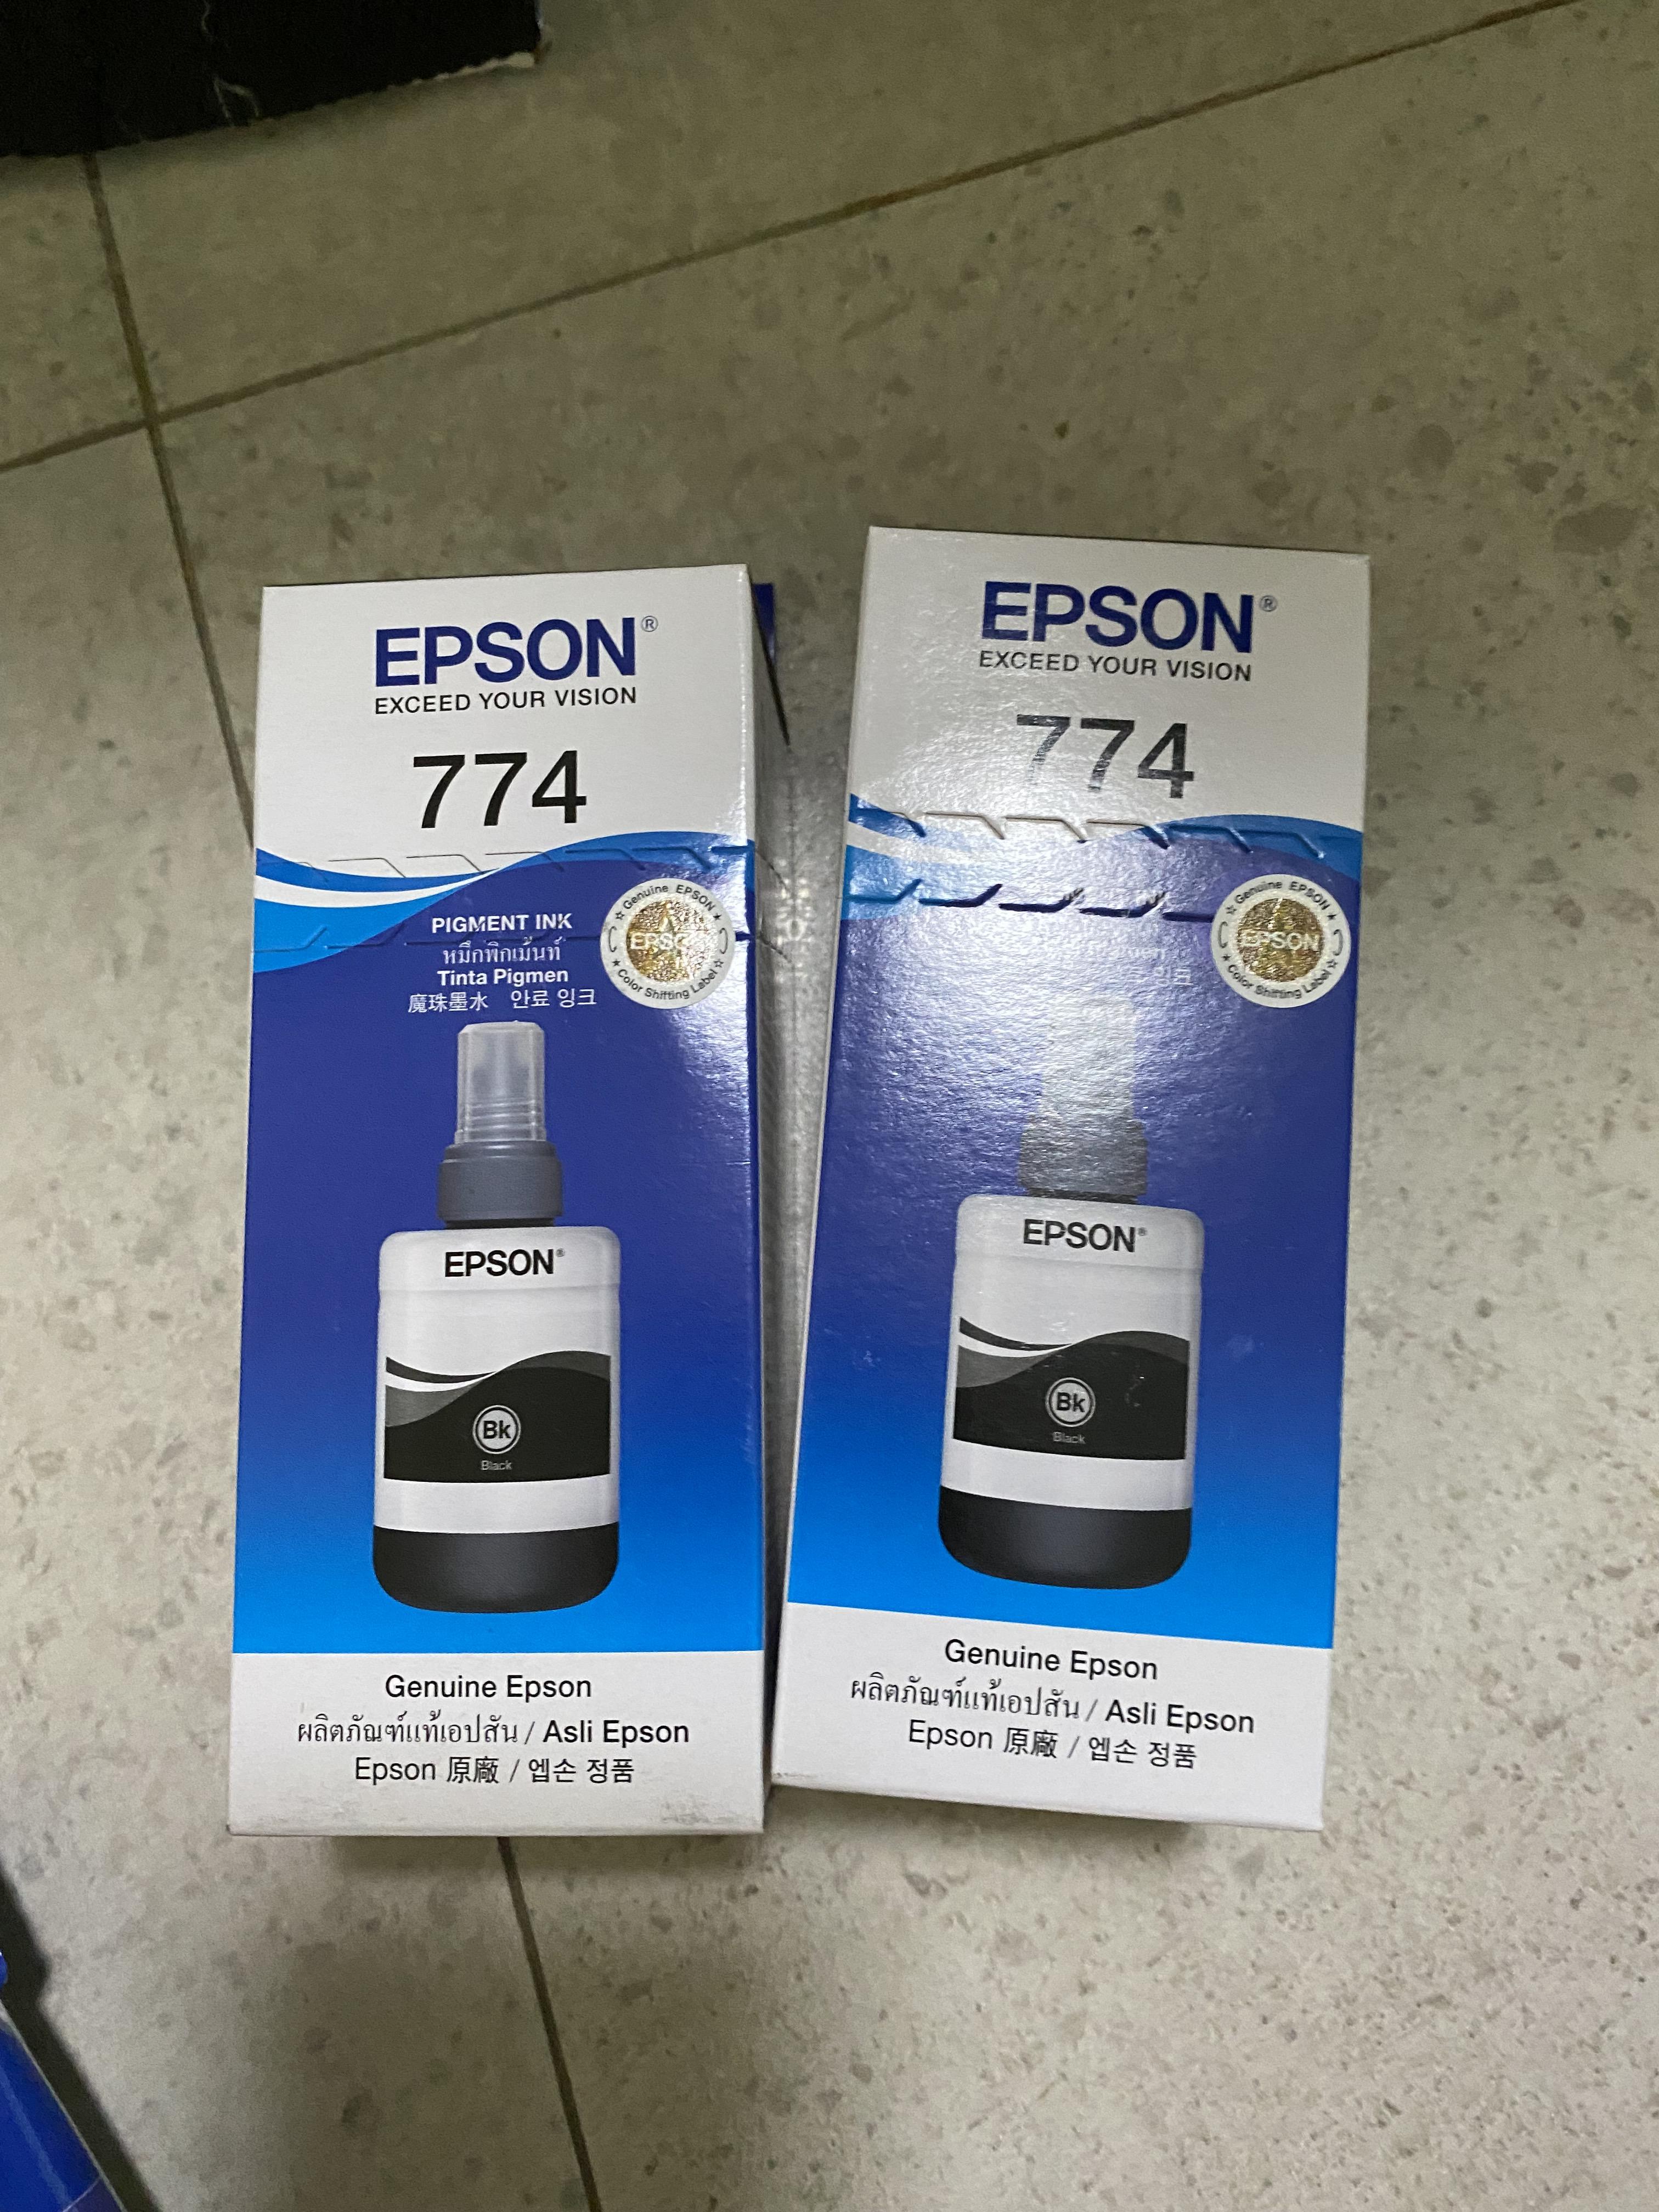 EPSON®
EXCEED YOUR VISION
774
PIGMENT INK
หมึกพิกเม้นท์
Tinta Pigmen
魔珠墨水 안료 잉크
Genuine EPSON
EPSON
Color Shifting Label
EPSON®
Bk
Black
Genuine Epson
ผลิตภัณฑ์แท้เอปสัน / Asli Epson
Epson 原廠 / 엡손 정품
EPSON®
EXCEED YOUR VISION
774
잉크
Genuine EPSON
EPSON
Color Shifting Label
EPSON®
Bk
Black
Genuine Epson
ผลิตภัณฑ์แท้เอปสัน / Asli Epson
Epson 原廠 / 엡손 정품